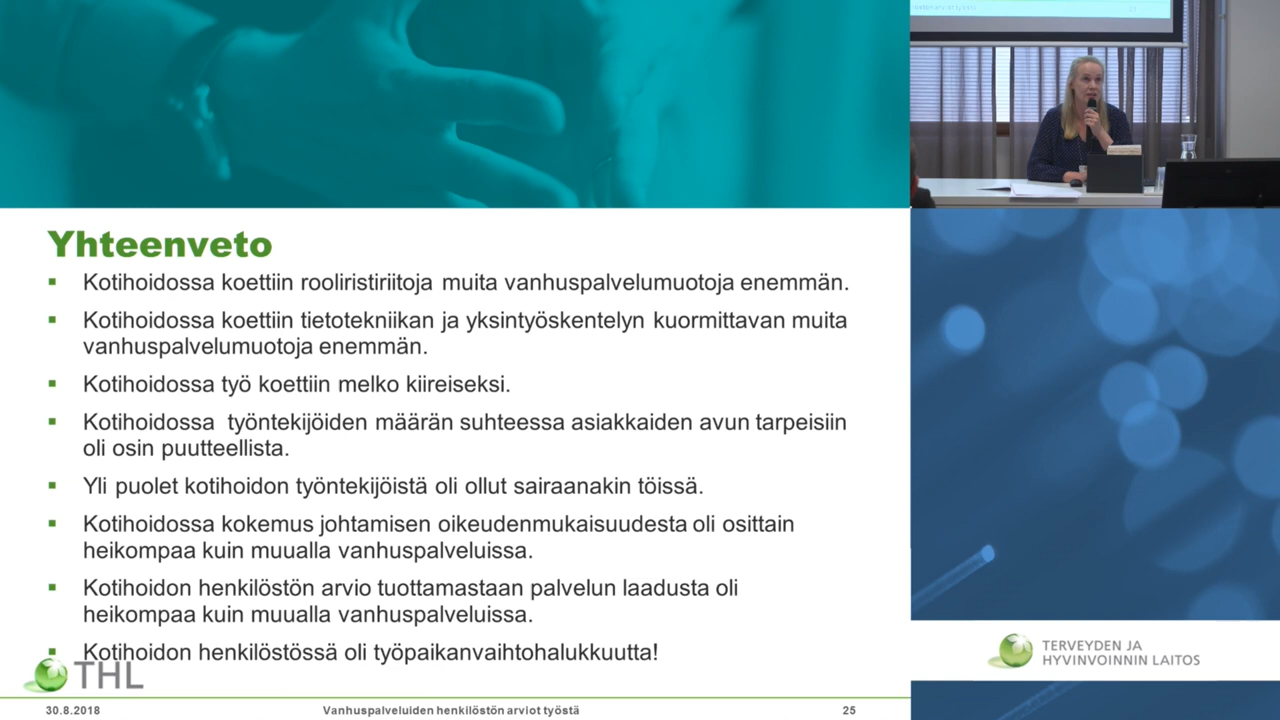 Yhteenveto
Kotihoidossa koettiin rooliristiriitoja muita vanhuspalvelumuotoja enemmän.
Kotihoidossa koettiin tietotekniikan ja yksintyöskentelyn kuormittavan muita
vanhuspalvelumuotoja enemmän.
Kotihoidossa työ koettiin melko kiireiseksi.
Kotihoidossa työntekijöiden määrän suhteessa asiakkaiden avun tarpeisiin
oli osin puutteellista.
Yli puolet kotihoidon työntekijöistä oli ollut sairaanakin töissä.
Kotihoidossa kokemus johtamisen oikeudenmukaisuudesta oli osittain
heikompaa kuin muualla vanhuspalveluissa.
Kotihoidon henkilöstön arvio tuottamastaan palvelun laadusta oli
heikompaa kuin muualla vanhuspalveluissa.
Kotihoidon henkilöstössä oli työpaikanvaihtohalukkuutta!
THL
30.8.2018 Vanhuspalveluiden henkilöstön arviot työstä 25
TERVEYDEN JA
HYVINVOINNIN LAITOS